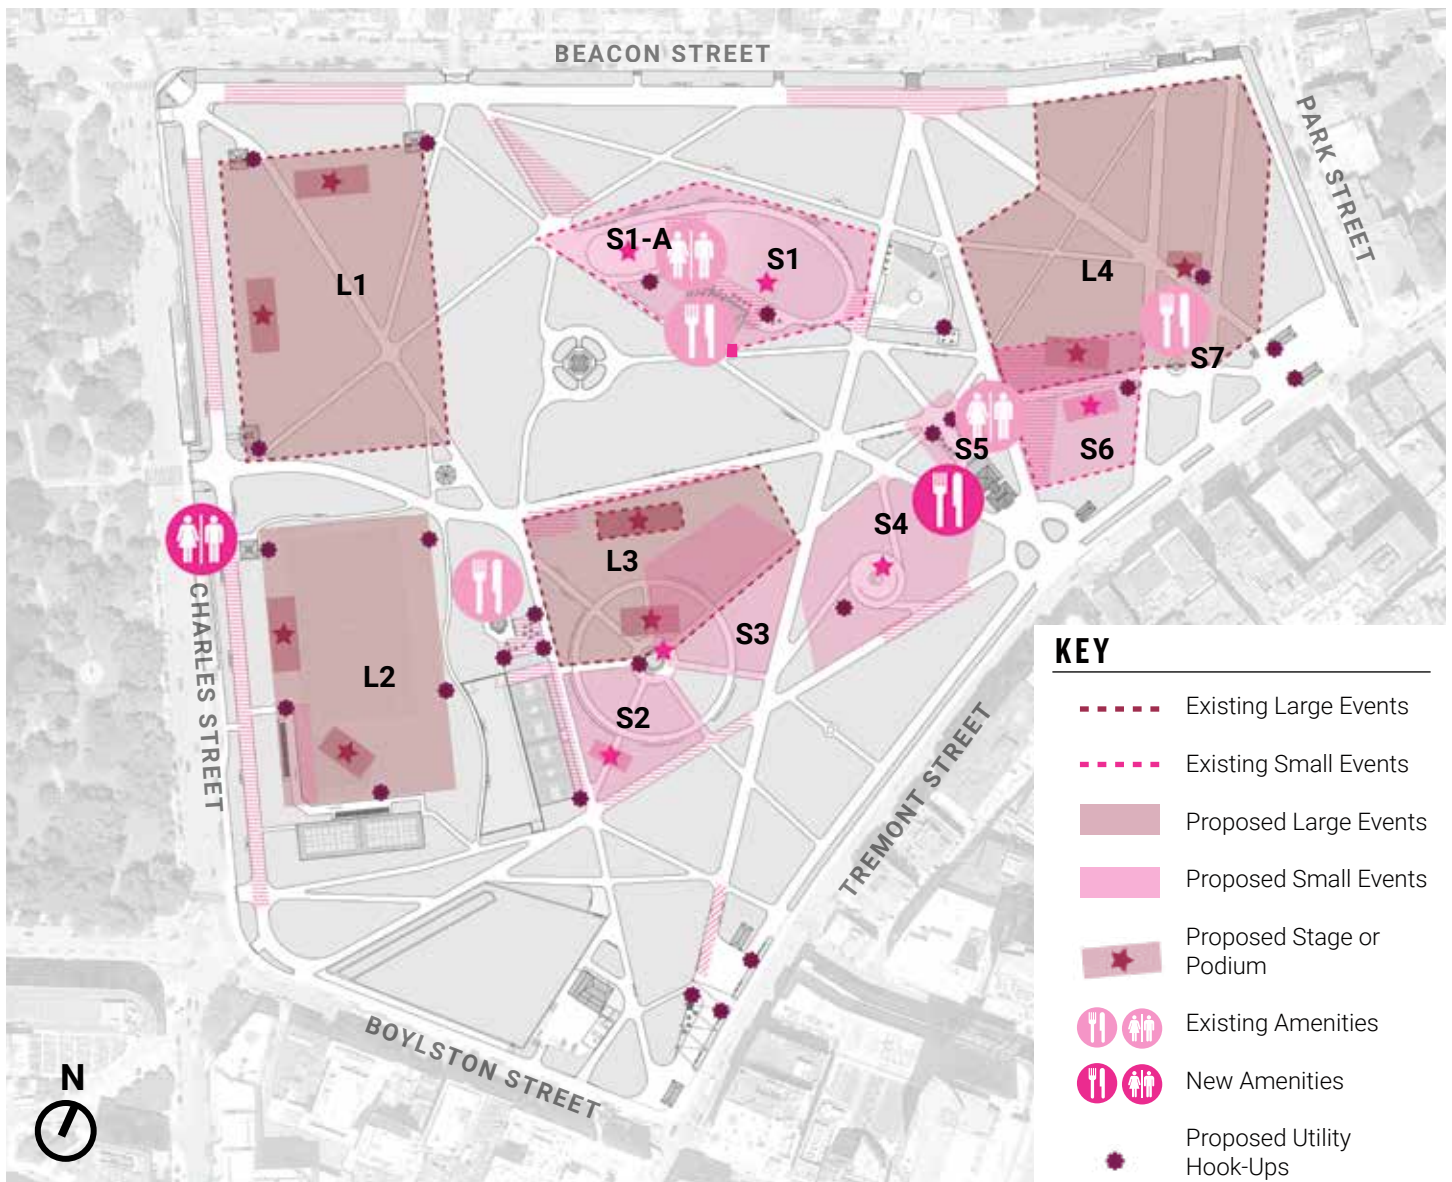 BEACON STREET
PARK STREET
S1-A
S1
L1
L4
S7
S5
S6
S4
L3
S3
L2
S2
CHARLES STREET
TREMONT STREET
BOYLSTON STREET
N
KEY
Existing Large Events
Existing Small Events
Proposed Large Events
Proposed Small Events
Proposed Stage or
Podium
Existing Amenities
New Amenities
Proposed Utility
Hook-Ups